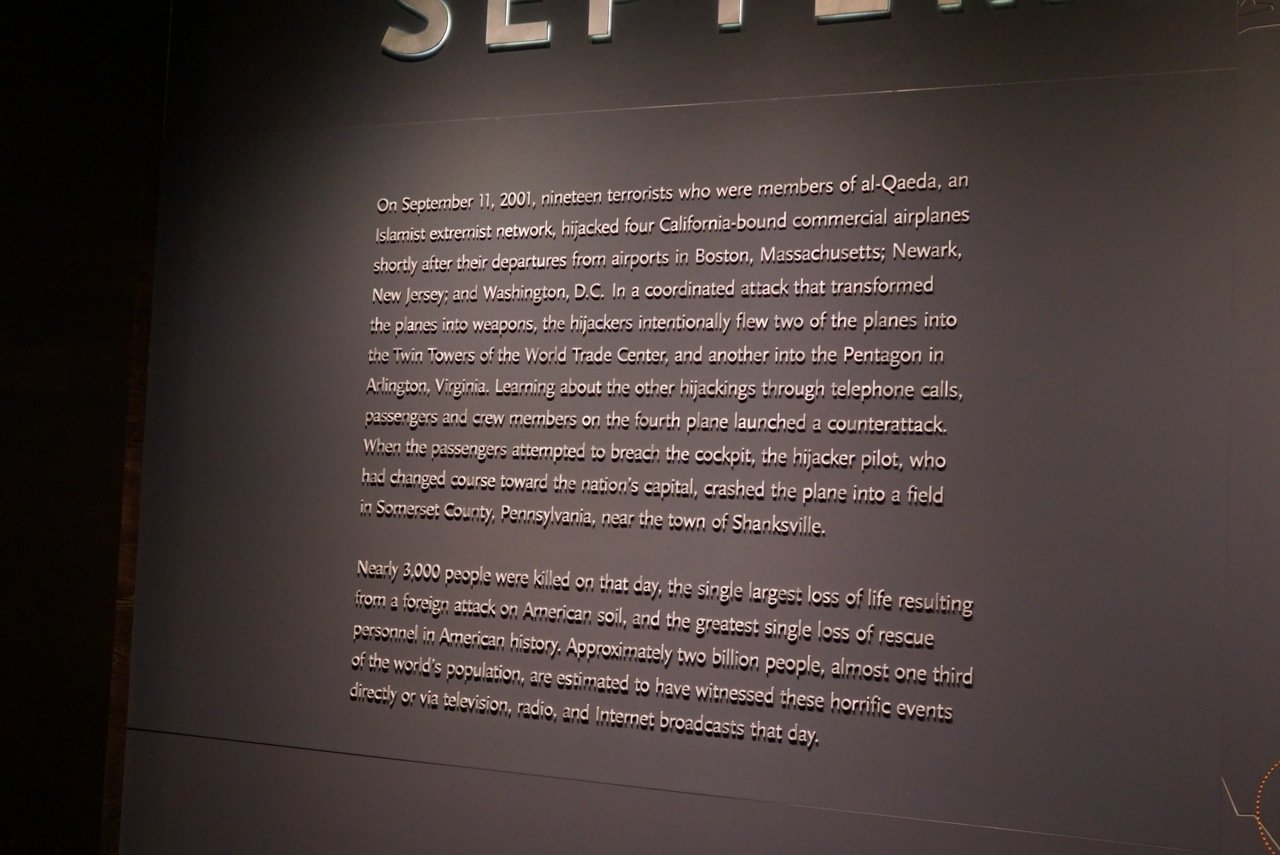 SEPTEM
On September 11, 2001, nineteen terrorists who were members of al-Qaeda, an
Islamist extremist network, hijacked four California-bound commercial airplanes
shortly after their departures from airports in Boston, Massachusetts; Newark,
New Jersey; and Washington, D.C. In a coordinated attack that transformed
the planes into weapons, the hijackers intentionally flew two of the planes into
the Twin Towers of the World Trade Center, and another into the Pentagon in
Arlington, Virginia. Learning about the other hijackings through telephone calls,
passengers and crew members on the fourth plane launched a counterattack.
When the passengers attempted to breach the cockpit, the hijacker pilot, who
had changed course toward the nation's capital, crashed the plane into a field
in Somerset County, Pennsylvania, near the town of Shanksville.
Nearly 3,000 people were killed on that day, the single largest loss of life resulting
from a foreign attack on American soil, and the greatest single loss of rescue
personnel in American history. Approximately two billion people, almost one third
of the world's population, are estimated to have witnessed these horrific events
directly or via television, radio, and Internet broadcasts that day.